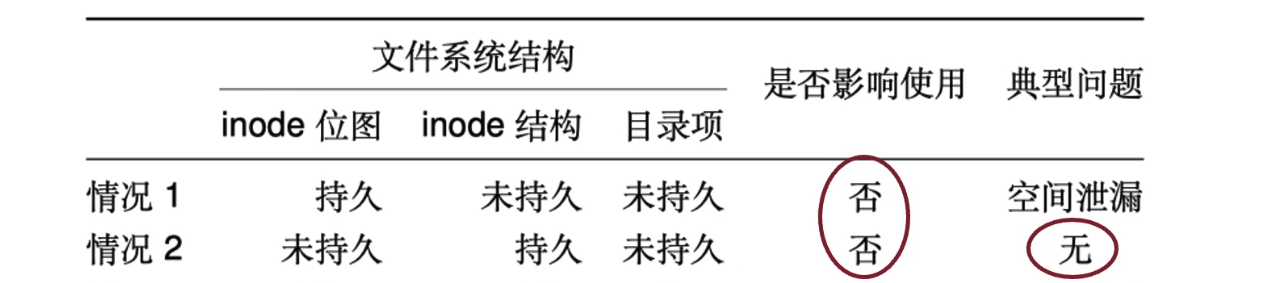 文件系统结构
是否影响使用 典型问题
inode 位图 inode 结构 目录项
情况 1 持久 未持久 未持久 否 空间泄漏
情况 2 未持久 持久 未持久 否 无